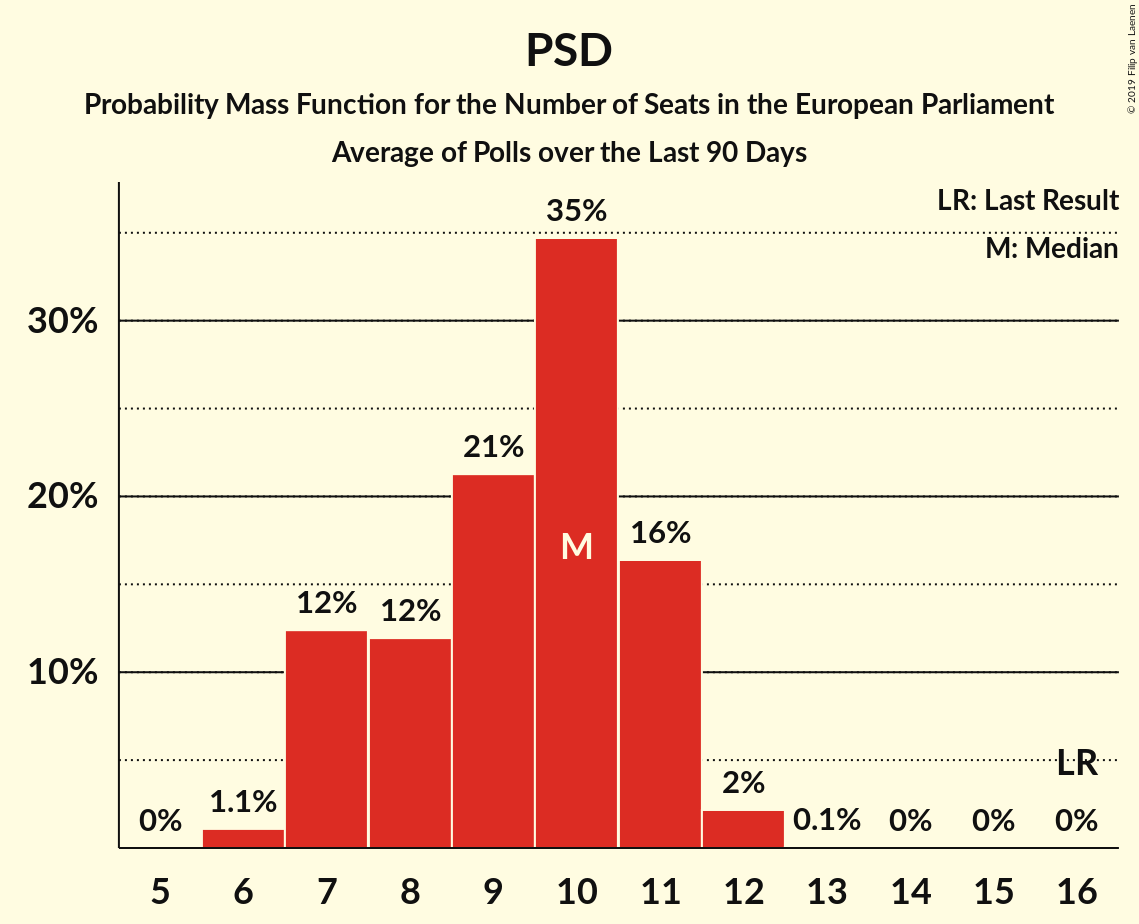 PSD
Probability Mass Function for the Number of Seats in the European Parliament
Average of Polls over the Last 90 Days
© 2019 Filip van Laenen
LR: Last Result
M: Median
35%
30%
21%
20%
M
16%
12%
12%
10%
LR
2%
1.1%
0%
0.1%
0%
0%
0%
5 6 7 8 9 10 11 12 13 14 15 16